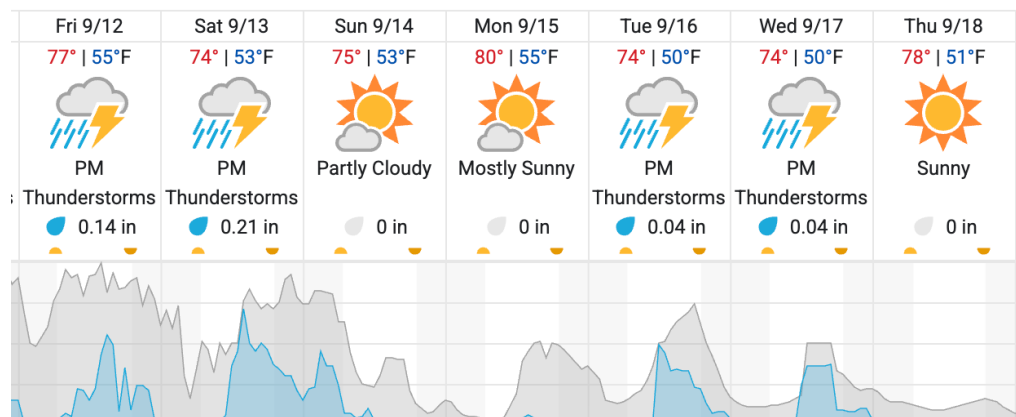 Fri 9/12 Sat 9/13 Sun 9/14 Mon 9/15 Tue 9/16 Wed 9/17 Thu 9/18
77° | 55°F 74° | 53°F 75° | 53°F 80° | 55°F 74° | 50°F 74° | 50°F 78° | 51°F
PM PM Partly Cloudy Mostly Sunny PM PM Sunny
s Thunderstorms Thunderstorms Thunderstorms Thunderstorms
0.14 in 0.21 in 0 in 0 in 0.04 in 0.04 in 0 in